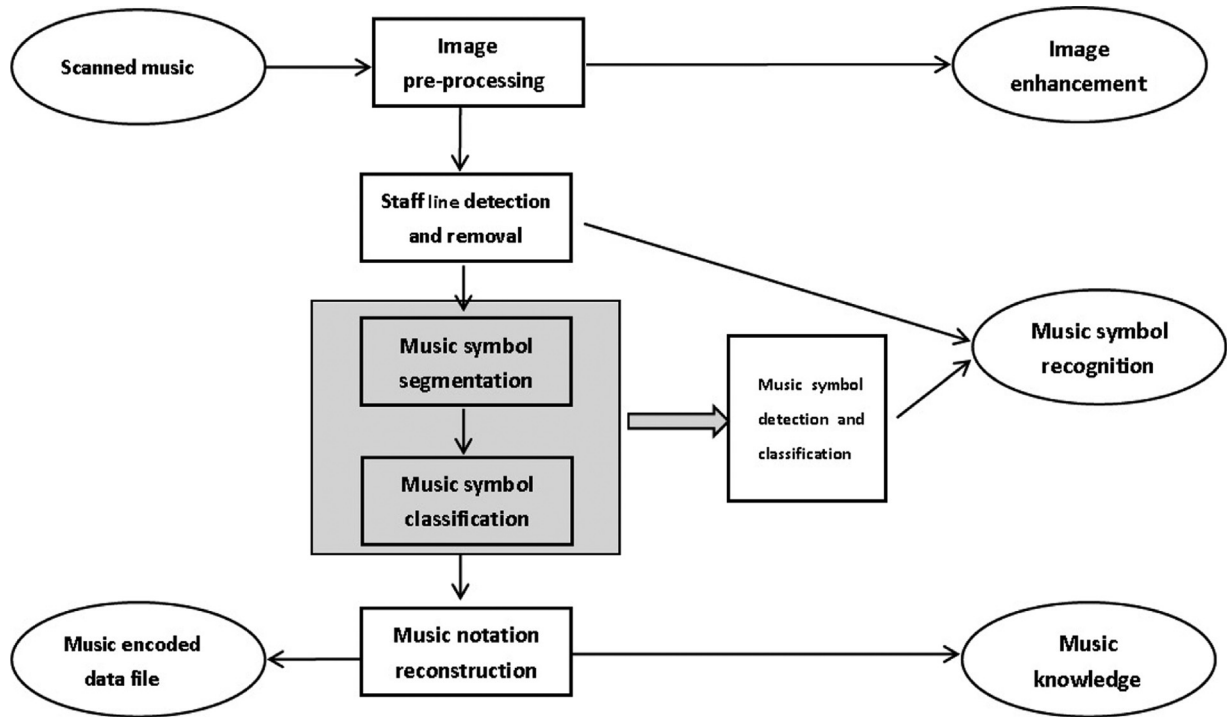 Scanned music
Image
pre-processing
Image
enhancement
Staff line detection
and removal
Music symbol
segmentation
Music symbol
classification
Music symbol
detection and
classification
Music symbol
recognition
Music encoded
data file
Music notation
reconstruction
Music
knowledge